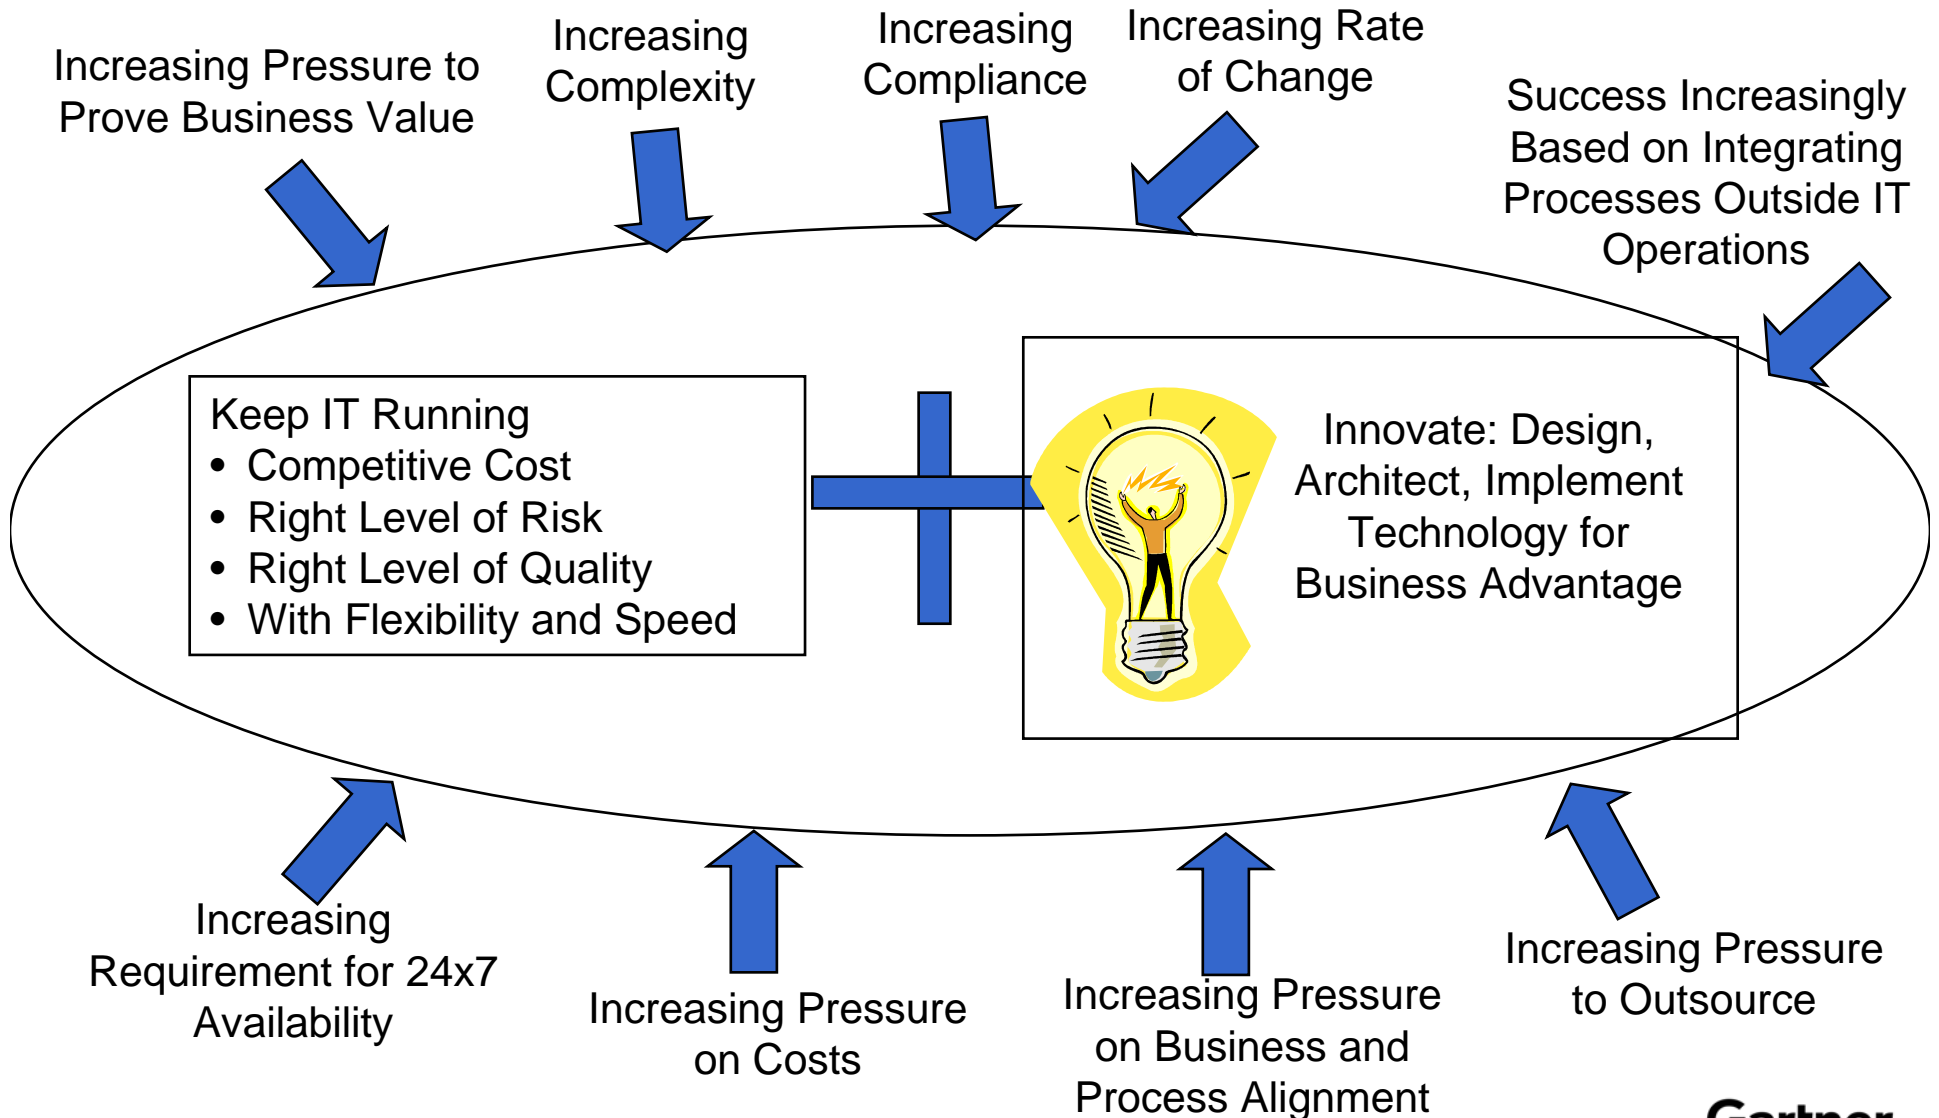 Increasing Pressure to
Prove Business Value
Increasing
Complexity
Increasing
Compliance
Increasing Rate
of Change
Success Increasingly
Based on Integrating
Processes Outside IT
Operations
Keep IT Running
• Competitive Cost
• Right Level of Risk
• Right Level of Quality
• With Flexibility and Speed
Innovate: Design,
Architect, Implement
Technology for
Business Advantage
Increasing
Requirement for 24x7
Availability
Increasing Pressure
on Costs
Increasing Pressure
on Business and
Process Alignment
Increasing Pressure
to Outsource
Gartner